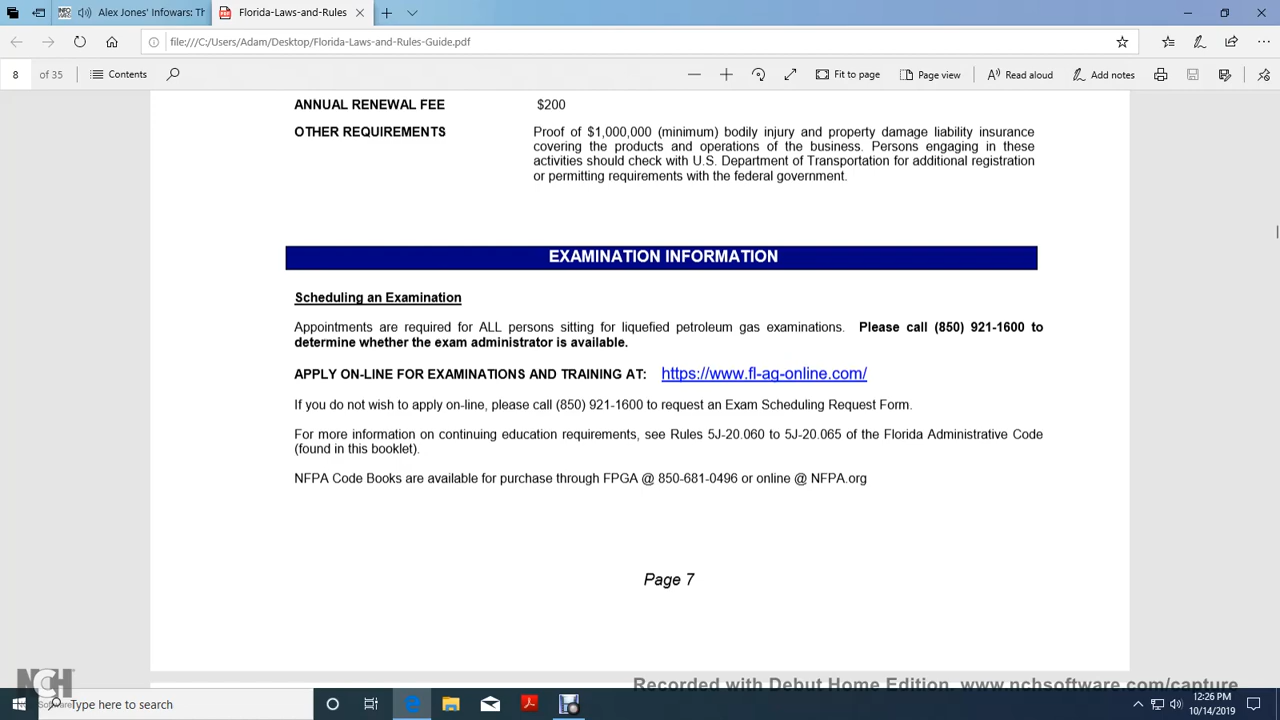 Alex Jones' Infowars: Th
Florida-Laws-and-Rules-
file:///C:/Users/Adam/Desktop/Florida-Laws-and-Rules-Guide.pdf
8 of 35 Contents Fit to page Page view Read aloud Add notes
ANNUAL RENEWAL FEE $200
OTHER REQUIREMENTS Proof of $1,000,000 (minimum) bodily injury and property damage liability insurance
covering the products and operations of the business. Persons engaging in these
activities should check with U.S. Department of Transportation for additional registration
or permitting requirements with the federal government.
EXAMINATION INFORMATION
Scheduling an Examination
Appointments are required for ALL persons sitting for liquefied petroleum gas examinations. Please call (850) 921-1600 to
determine whether the exam administrator is available.
APPLY ON-LINE FOR EXAMINATIONS AND TRAINING AT: https://www.fl-ag-online.com/
If you do not wish to apply on-line, please call (850) 921-1600 to request an Exam Scheduling Request Form.
For more information on continuing education requirements, see Rules 5J-20.060 to 5J-20.065 of the Florida Administrative Code
(found in this booklet).
NFPA Code Books are available for purchase through FPGA @ 850-681-0496 or online @ NFPA.org
Page 7
NCH
Software
Recorded with Debut Home Edition. www.nchsoftware.com/capture
Type here to search
12:26 PM
10/14/2019